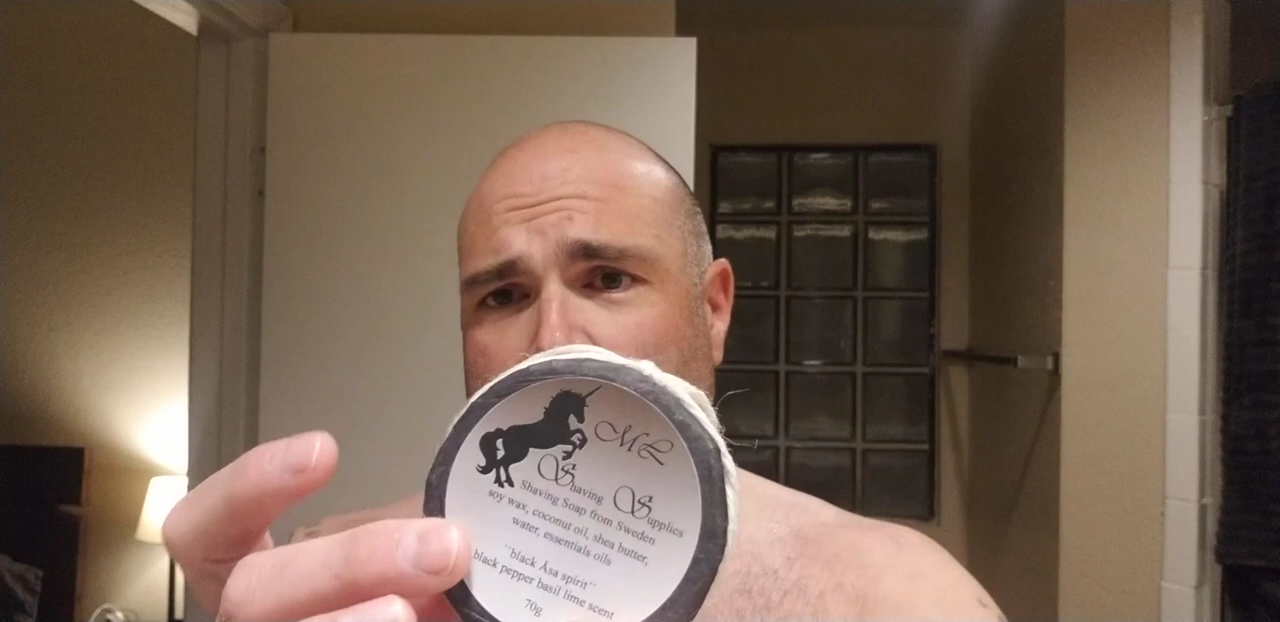 ML
Shaving Supplies
Shaving Soap from Sweden
soy wax, coconut oil, shea butter,
water, essentials oils
"black Åsa spirit"
black pepper basil lime scent
70g